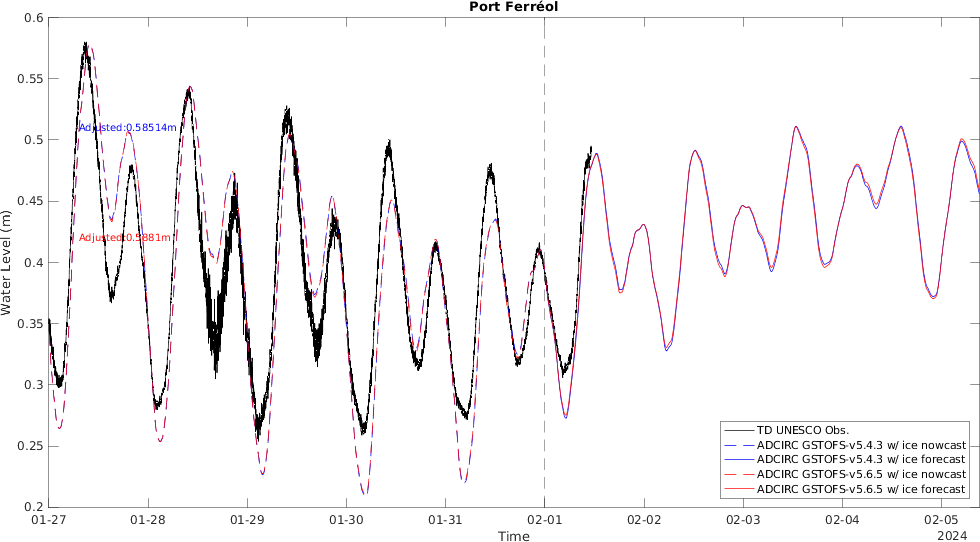 Port Ferréol
0.6
0.55
0.5
0.45
0.4
0.35
0.3
0.25
0.2
Water Level (m)
Adjusted:0.58514m
Adjusted:0.5881m
TD UNESCO Obs.
ADCIRC GSTOFS-v5.4.3 w/ ice nowcast
ADCIRC GSTOFS-v5.4.3 w/ ice forecast
ADCIRC GSTOFS-v5.6.5 w/ ice nowcast
ADCIRC GSTOFS-v5.6.5 w/ ice forecast
01-27 01-28 01-29 01-30 01-31 02-01 02-02 02-03 02-04 02-05
Time
2024